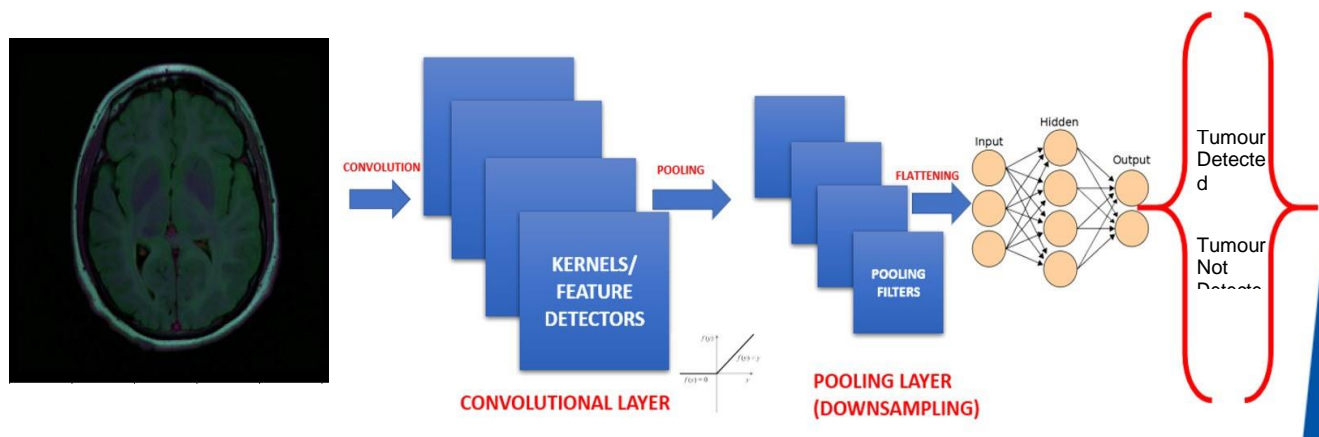 CONVOLUTION
KERNELS/
FEATURE
DETECTORS
CONVOLUTIONAL LAYER
f(y)
f(y) = y
f(y) = 0
y
POOLING
POOLING
FILTERS
POOLING LAYER
(DOWNSAMPLING)
FLATTENING
Input
Hidden
Output
Tumour
Detecte
d
Tumour
Not